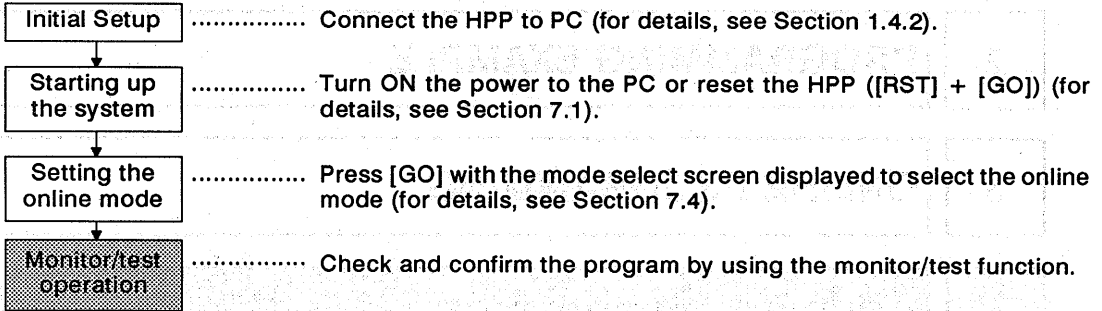 Initial Setup ................ Connect the HPP to PC (for details, see Section 1.4.2).
Starting up the system ................ Turn ON the power to the PC or reset the HPP ([RST] + [GO]) (for
details, see Section 7.1).
Setting the online mode ................ Press [GO] with the mode select screen displayed to select the online
mode (for details, see Section 7.4).
Monitor/test operation ................ Check and confirm the program by using the monitor/test function.